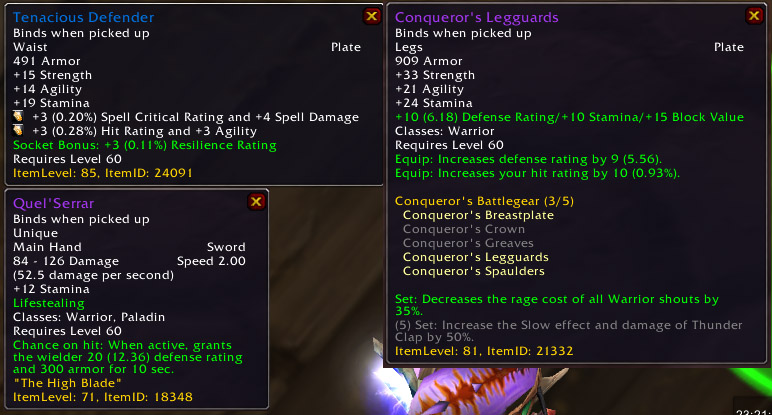 Tenacious Defender
Binds when picked up
Waist Plate
491 Armor
+15 Strength
+14 Agility
+19 Stamina
+3 (0.20%) Spell Critical Rating and +4 Spell Damage
+3 (0.28%) Hit Rating and +3 Agility
Socket Bonus: +3 (0.11%) Resilience Rating
Requires Level 60
ItemLevel: 85, ItemID: 24091
Quel'Serrar
Binds when picked up
Unique
Main Hand Sword
84 - 126 Damage Speed 2.00
(52.5 damage per second)
+12 Stamina
Lifestealing
Classes: Warrior, Paladin
Requires Level 60
Chance on hit: When active, grants
the wielder 20 (12.36) defense rating
and 300 armor for 10 sec.
"The High Blade"
ItemLevel: 71, ItemID: 18348
Conqueror's Legguards
Binds when picked up
Legs Plate
909 Armor
+33 Strength
+21 Agility
+24 Stamina
+10 (6.18) Defense Rating/+10 Stamina/+15 Block Value
Classes: Warrior
Requires Level 60
Equip: Increases defense rating by 9 (5.56).
Equip: Increases your hit rating by 10 (0.93%).
Conqueror's Battlegear (3/5)
Conqueror's Breastplate
Conqueror's Crown
Conqueror's Greaves
Conqueror's Legguards
Conqueror's Spaulders
Set: Decreases the rage cost of all Warrior shouts by
35%.
(5) Set: Increase the Slow effect and damage of Thunder
Clap by 50%.
ItemLevel: 81, ItemID: 21332